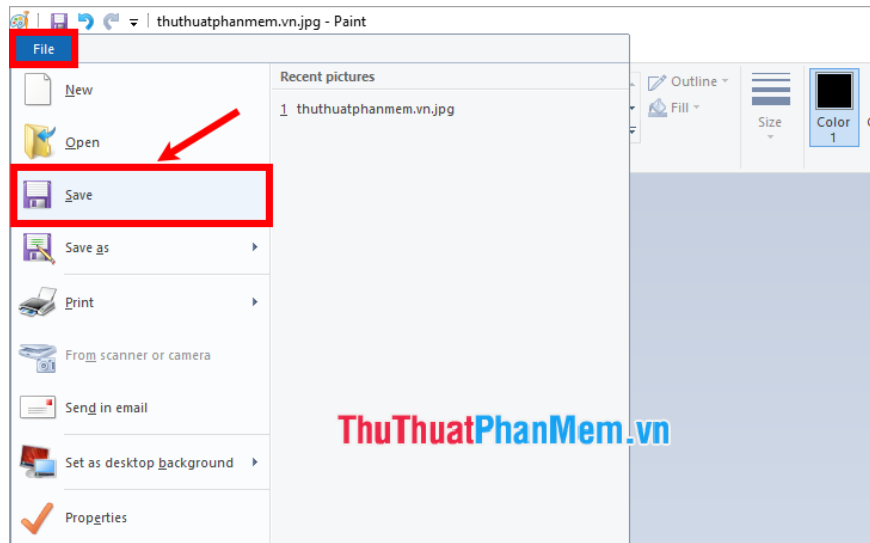 thuthuatphanmem.vn.jpg - Paint
File
New
Open
Save
Save as
Print
From scanner or camera
Send in email
Set as desktop background
Properties
Recent pictures
1 thuthuatphanmem.vn.jpg
Outline
Fill
Size
Color
1
ThuThuatPhanMem.vn